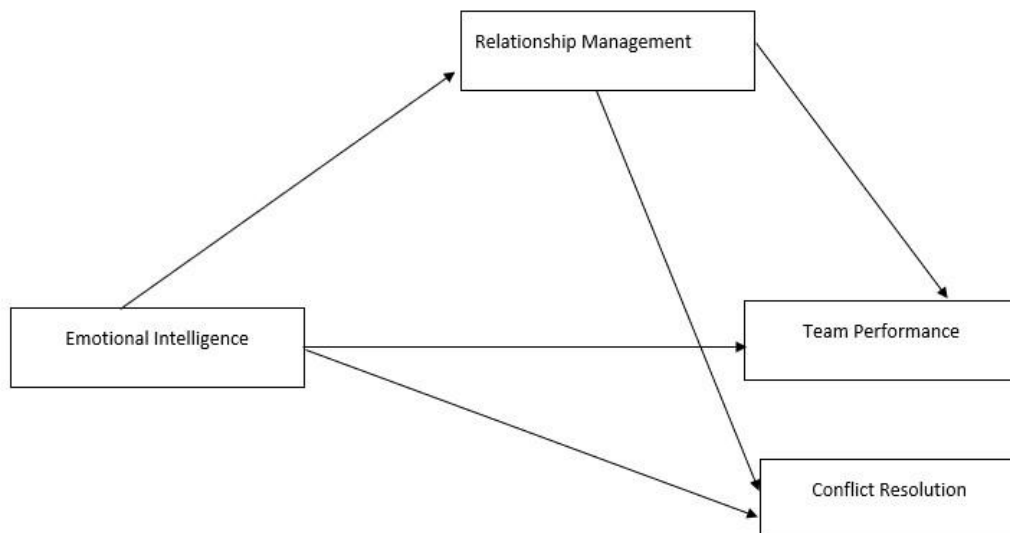 Relationship Management
Emotional Intelligence
Team Performance
Conflict Resolution